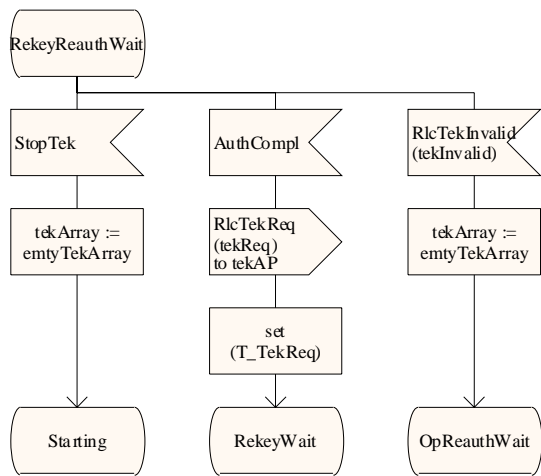 RekeyReauthWait
StopTek
AuthCompl
RlcTekInvalid
(tekInvalid)
tekArray :=
emtyTekArray
RlcTekReq
(tekReq)
to tekAP
tekArray :=
emtyTekArray
set
(T_TekReq)
Starting
RekeyWait
OpReauthWait